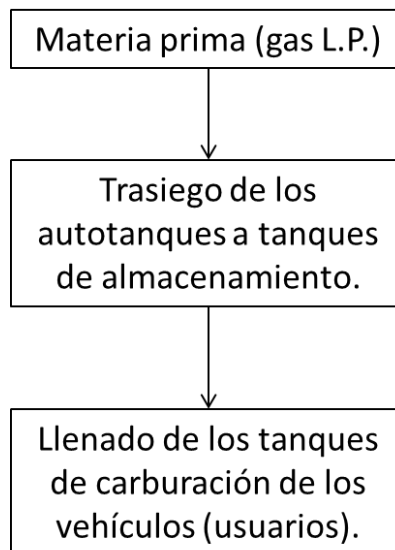 Materia prima (gas L.P.)
Trasiego de los
autotanques a tanques
de almacenamiento.
Llenado de los tanques
de carburación de los
vehículos (usuarios).